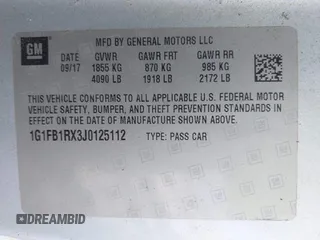 GM
MFD BY GENERAL MOTORS LLC
DATE GVWR GAWR FRT GAWR RR
09/17 1855 KG 870 KG 985 KG
4090 LB 1918 LB 2172 LB
THIS VEHICLE CONFORMS TO ALL APPLICABLE U.S. FEDERAL MOTOR
VEHICLE SAFETY, BUMPER, AND THEFT PREVENTION STANDARDS IN
EFFECT ON THE DATE OF MANUFACTURE SHOWN ABOVE.
1G1FB1RX3J0125112 TYPE: PASS CAR
DREAMBID